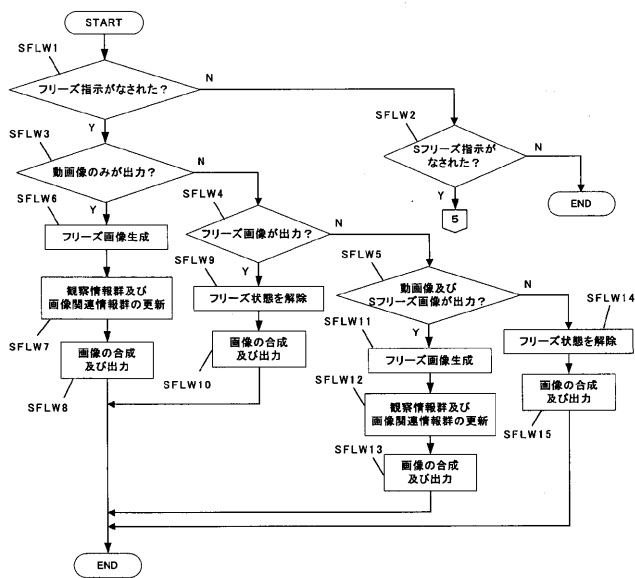 START
SFLW1
フリーズ指示がなされた?
N
Y
SFLW2
Sフリーズ指示が
なされた?
N
Y
5
END
SFLW3
動画像のみが出力?
N
Y
SFLW4
フリーズ画像が出力?
N
Y
SFLW5
動画像及び
Sフリーズ画像が出力?
N
Y
SFLW6
フリーズ画像生成
観察情報群及び
画像関連情報群の更新
SFLW7
画像の合成
及び出力
SFLW8
SFLW9
フリーズ状態を解除
画像の合成
及び出力
SFLW10
SFLW11
フリーズ画像生成
SFLW12
観察情報群及び
画像関連情報群の更新
SFLW13
画像の合成
及び出力
SFLW14
フリーズ状態を解除
画像の合成
及び出力
SFLW15
END